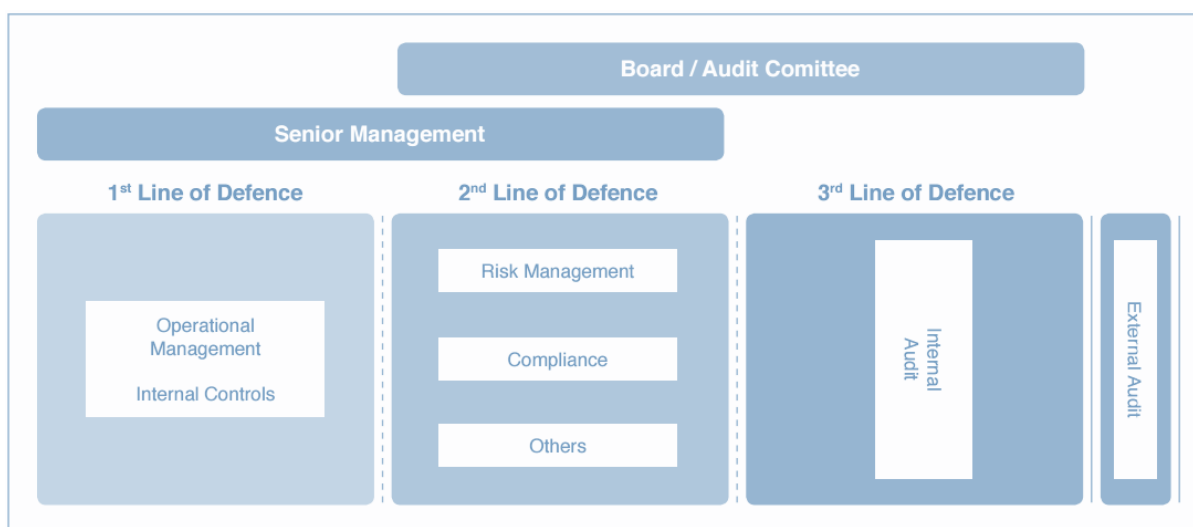 Board / Audit Comittee
Senior Management
1st Line of Defence
2nd Line of Defence
3rd Line of Defence
Operational
Management
Internal Controls
Risk Management
Compliance
Others
Internal
Audit
External Audit